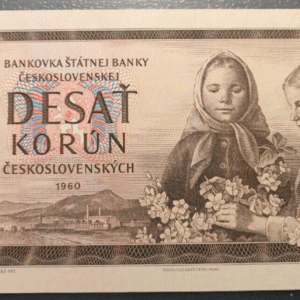 BANKOVKA ŠTÁTNEJ BANKY
ČESKOSLOVENSKEJ
DESAŤ
KORÚN
ČESKOSLOVENSKÝCH
1960